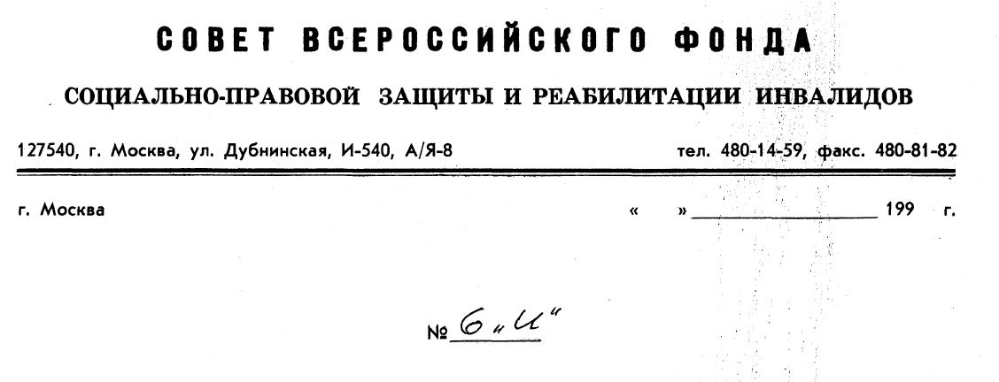 СОВЕТ ВСЕРОССИЙСКОГО ФОНДА
СОЦИАЛЬНО-ПРАВОВОЙ ЗАЩИТЫ И РЕАБИЛИТАЦИИ ИНВАЛИДОВ
127540, г. Москва, ул. Дубнинская, И-540, А/Я-8 тел. 480-14-59, факс. 480-81-82
г. Москва « » ____________ 199 г.
№ 6 „И“